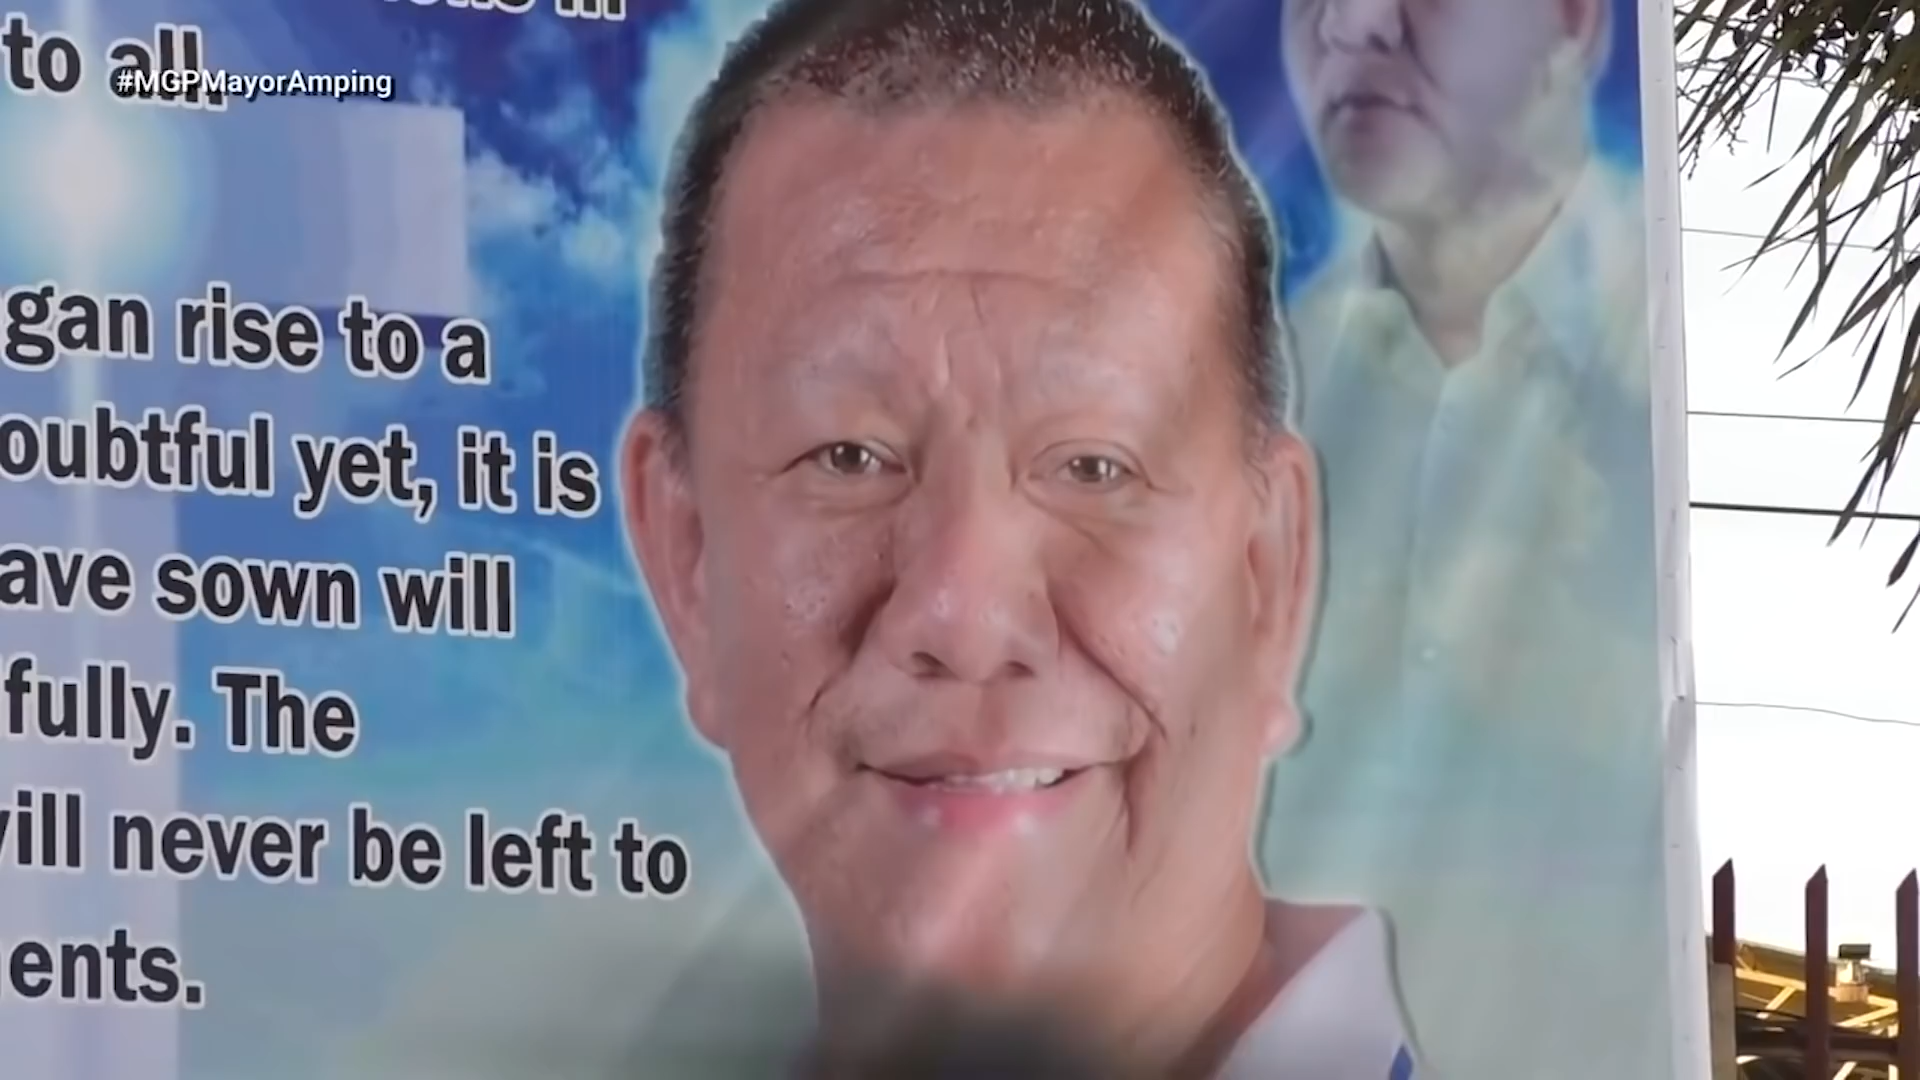 to all.
#MGPMayorAmping
gan rise to a
oubtful yet, it is
ave sown will
fully. The
will never be left to
ents.